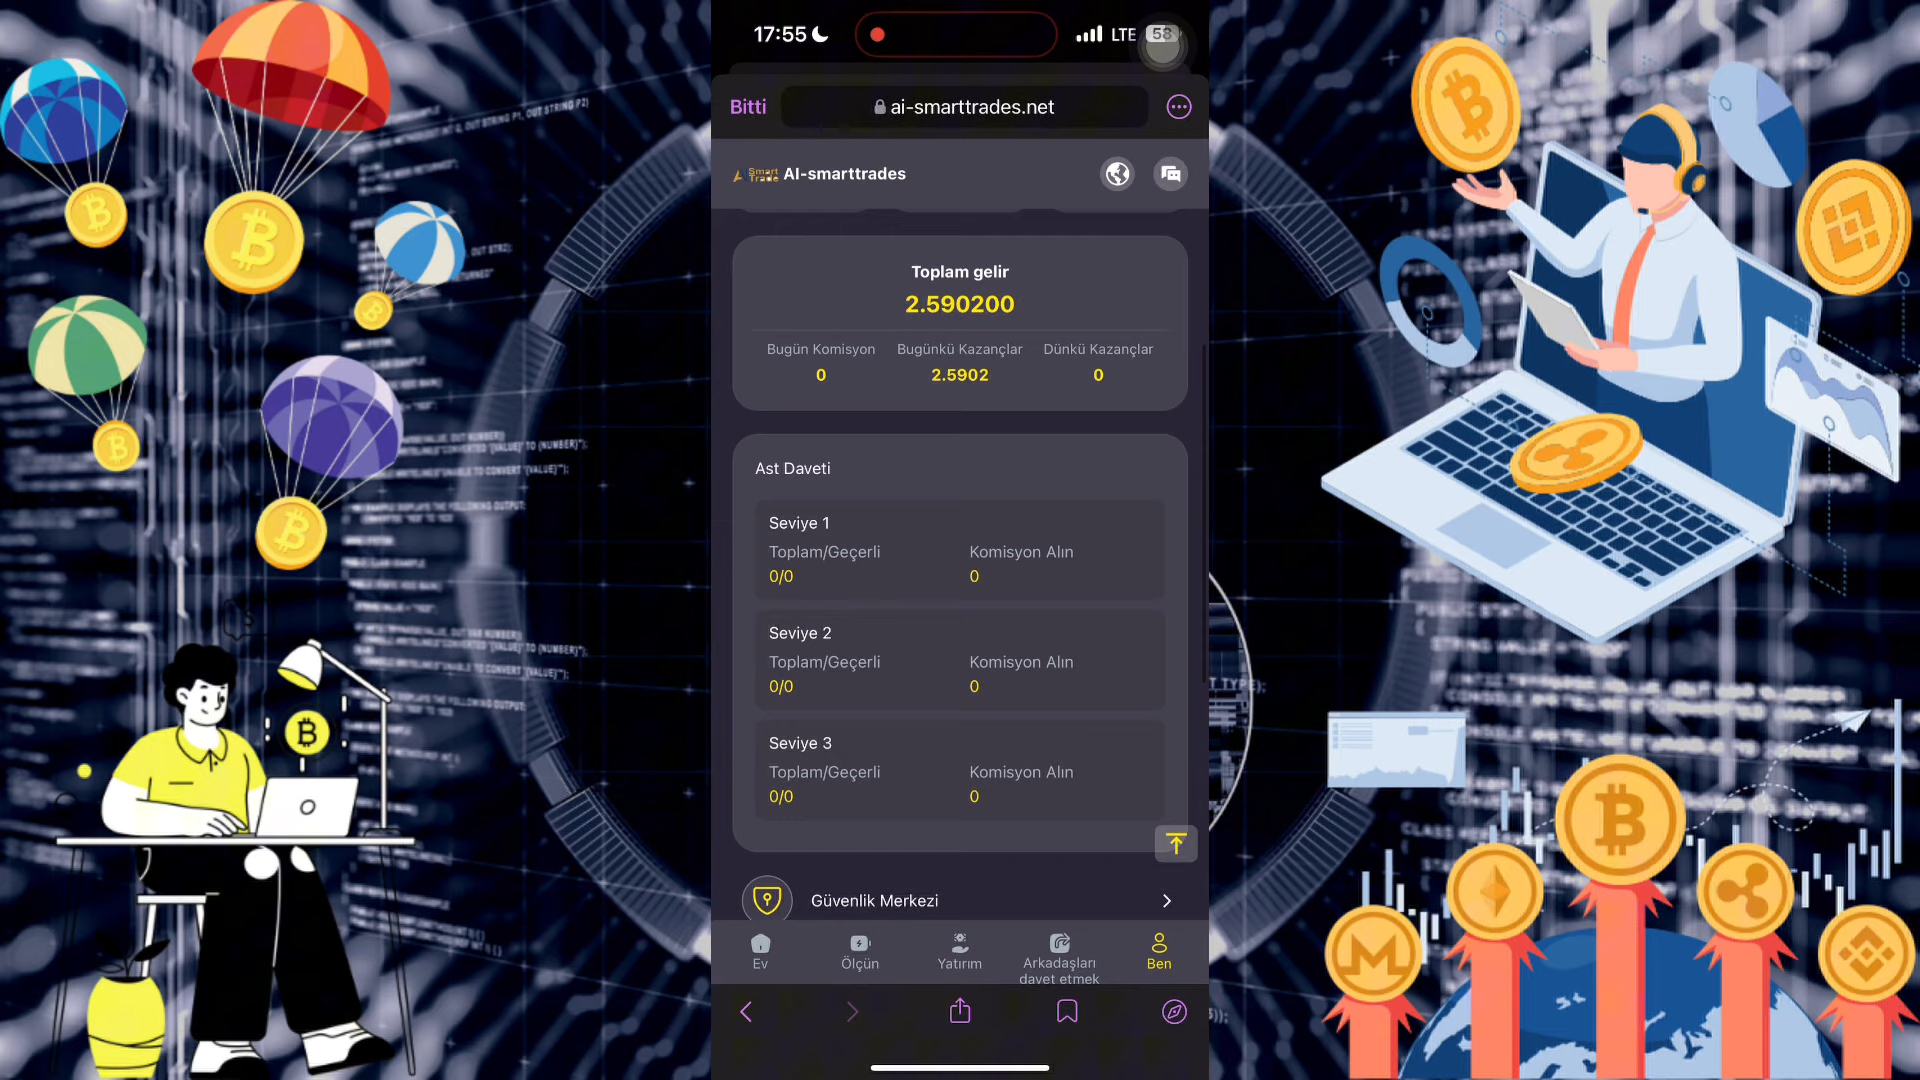 17:55
LTE
58
Bitti
ai-smarttrades.net
Smart
Trade
AI-smarttrades
Toplam gelir
2.590200
Bugün Komisyon
Bugünkü Kazançlar
Dünkü Kazançlar
0
2.5902
0
Ast Daveti
Seviye 1
Toplam/Geçerli
Komisyon Alın
0/0
0
Seviye 2
Toplam/Geçerli
Komisyon Alın
0/0
0
Seviye 3
Toplam/Geçerli
Komisyon Alın
0/0
0
Güvenlik Merkezi
Ev
Ölçün
Yatırım
Arkadaşları
davet etmek
Ben